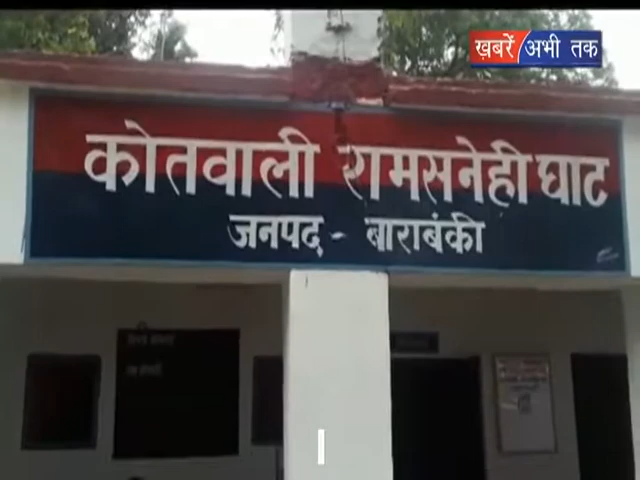 ख़बरें अभी तक
कोतवाली रामसनेही घाट
जनपद - बाराबंकी